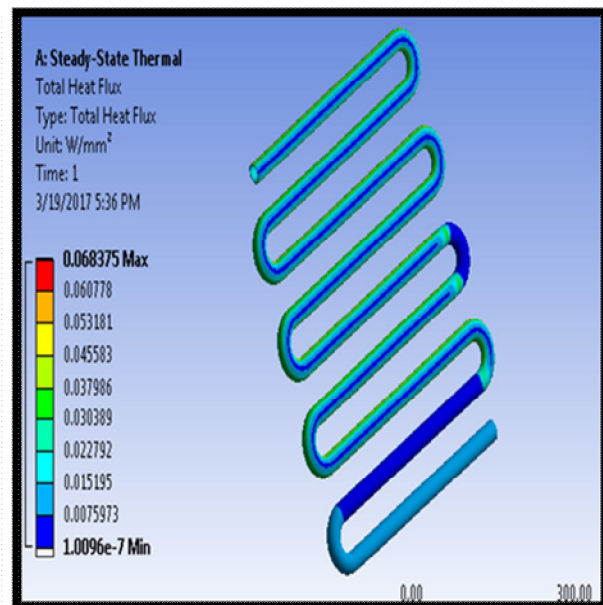 A: Steady-State Thermal
Total Heat Flux
Type: Total Heat Flux
Unit: W/mm²
Time: 1
3/19/2017 5:36 PM
0.068375 Max
0.060778
0.053181
0.045583
0.037986
0.030389
0.022792
0.015195
0.0075973
1.0096e-7 Min
0.00 300.00